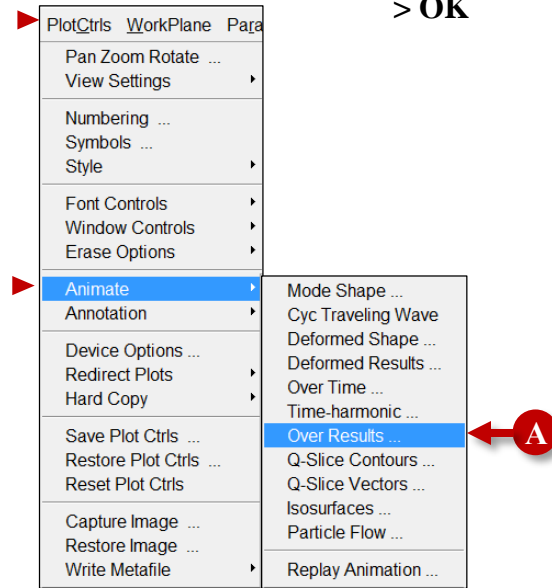 > OK
PlotCtrls WorkPlane Para
Pan Zoom Rotate ...
View Settings
Numbering ...
Symbols ...
Style
Font Controls
Window Controls
Erase Options
Animate
Annotation
Device Options ...
Redirect Plots
Hard Copy
Save Plot Ctrls ...
Restore Plot Ctrls ...
Reset Plot Ctrls
Capture Image ...
Restore Image ...
Write Metafile
Mode Shape ...
Cyc Traveling Wave
Deformed Shape ...
Deformed Results ...
Over Time ...
Time-harmonic ...
Over Results ...
Q-Slice Contours ...
Q-Slice Vectors ...
Isosurfaces ...
Particle Flow ...
Replay Animation ...
A